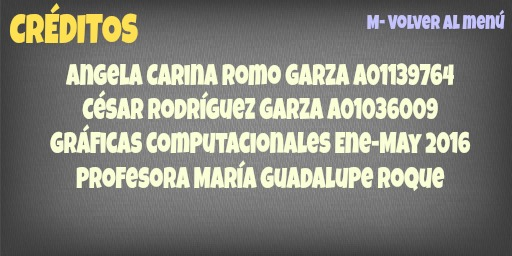 CRÉDITOS
M- Volver al menú
Angela Carina Romo Garza A01139764
César Rodríguez Garza A01036009
Gráficas Computacionales Ene-May 2016
Profesora María Guadalupe Roque